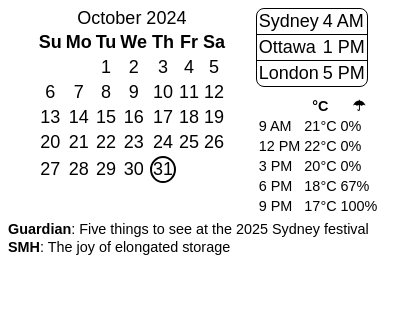 October 2024
Su Mo Tu We Th Fr Sa
1 2 3 4 5
6 7 8 9 10 11 12
13 14 15 16 17 18 19
20 21 22 23 24 25 26
27 28 29 30 31
Sydney 4 AM
Ottawa 1 PM
London 5 PM
°C ☂
9 AM 21°C 0%
12 PM 22°C 0%
3 PM 20°C 0%
6 PM 18°C 67%
9 PM 17°C 100%
Guardian: Five things to see at the 2025 Sydney festival
SMH: The joy of elongated storage